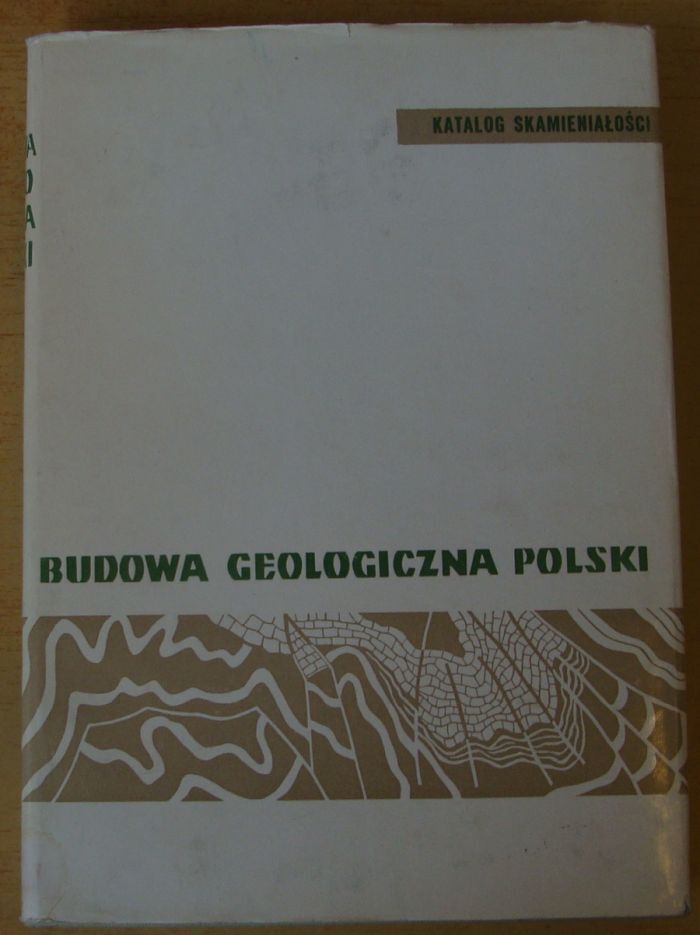 KATALOG SKAMIENIAŁOŚCI
BUDOWA GEOLOGICZNA POLSKI